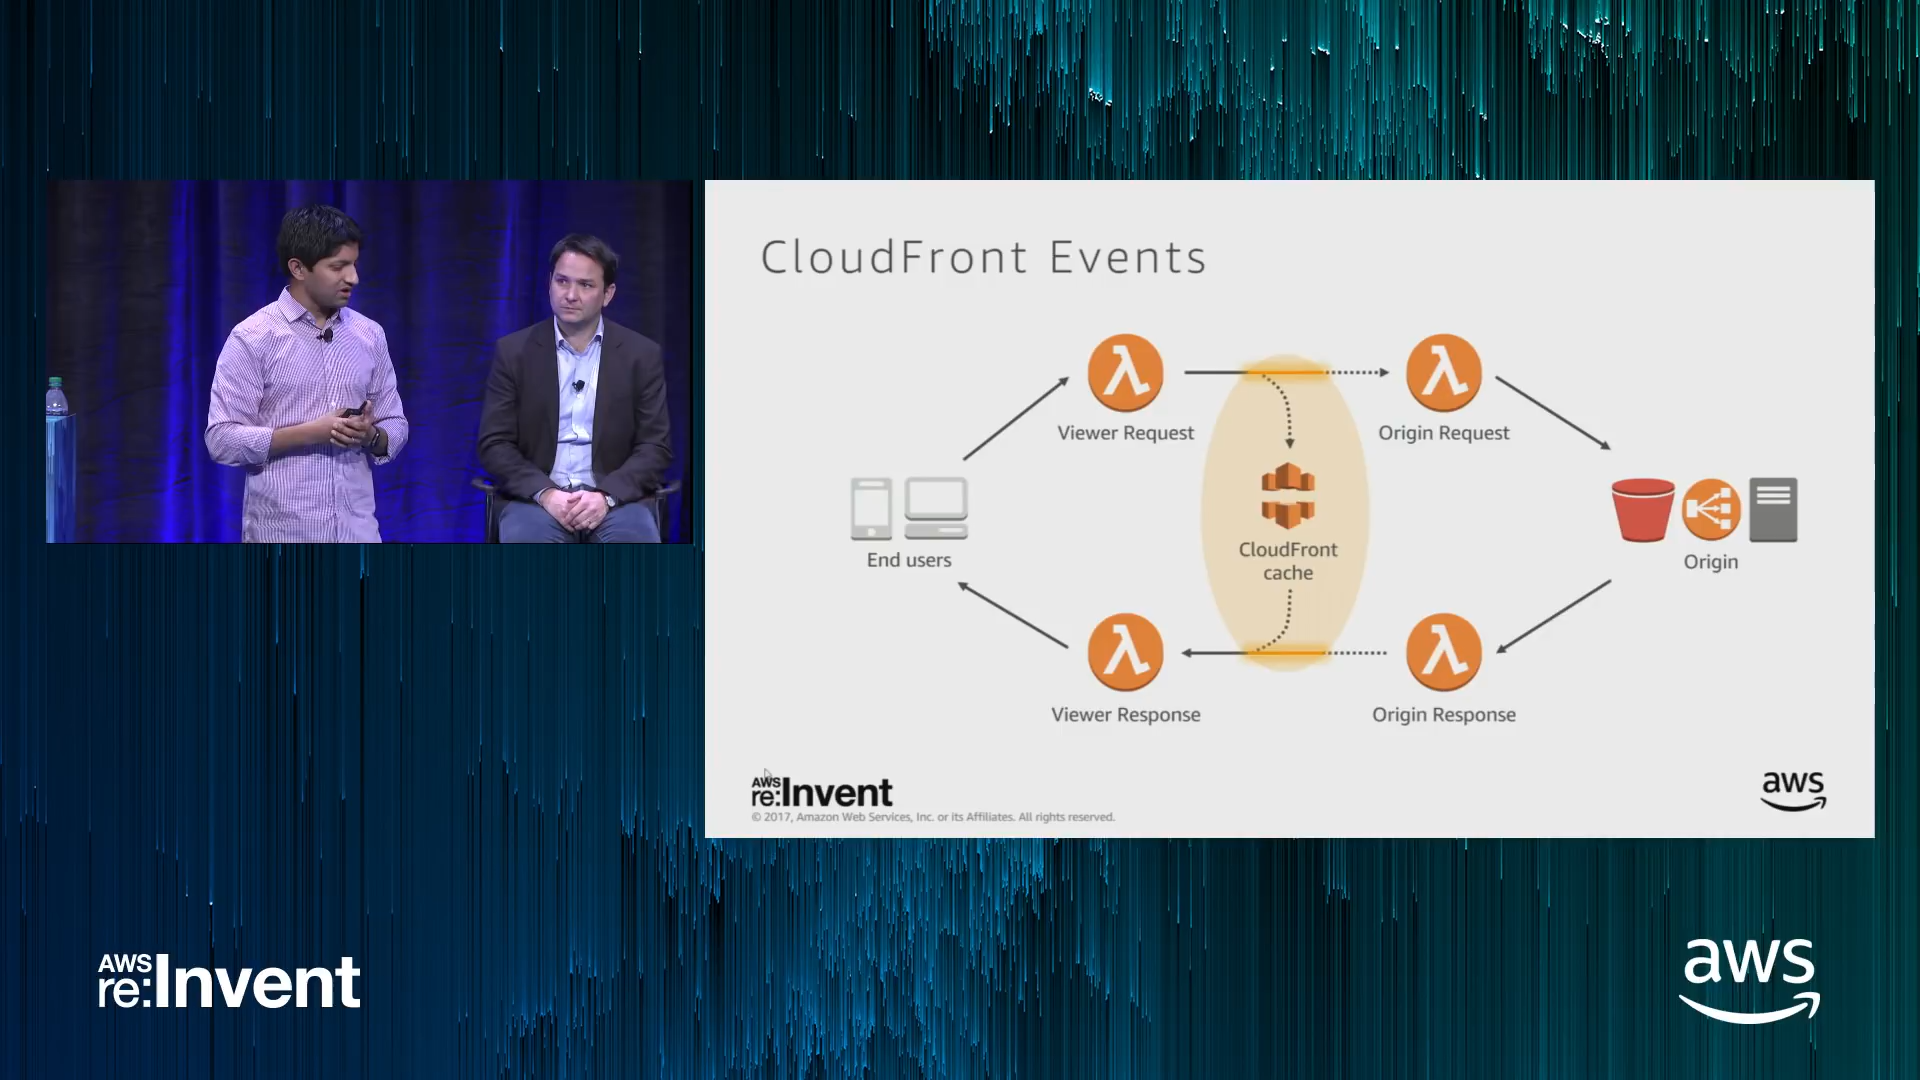 CloudFront Events
Viewer Request
Origin Request
End users
CloudFront
cache
Origin
Viewer Response
Origin Response
AWS
re:Invent
aws
© 2017, Amazon Web Services, Inc. or its Affiliates. All rights reserved.
AWS
re:Invent
aws